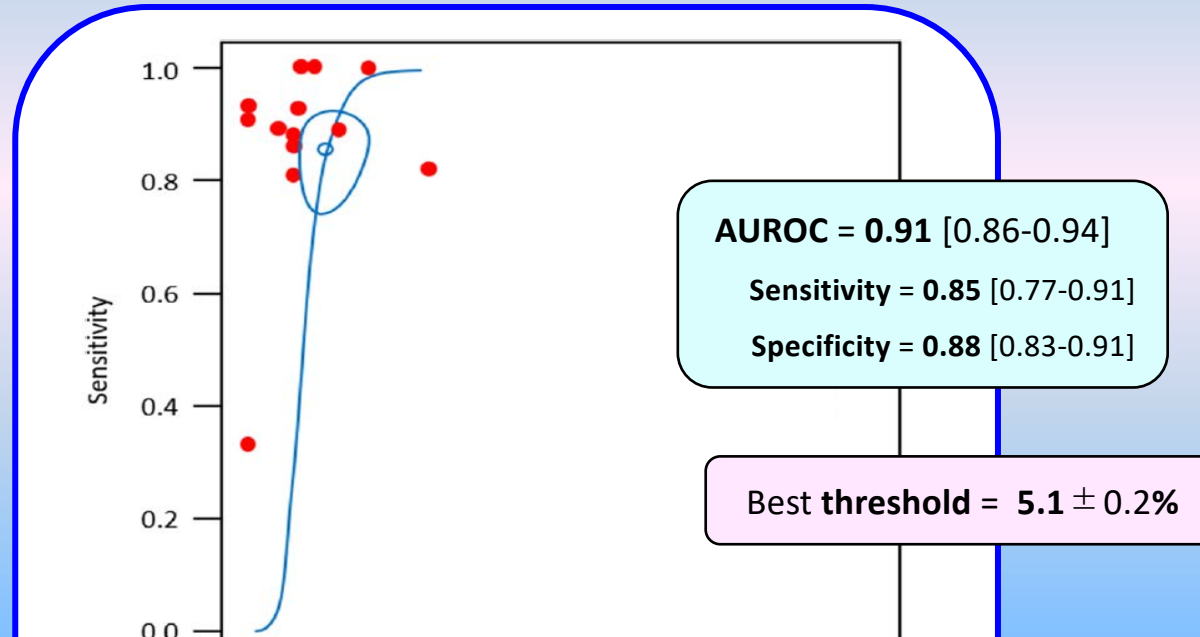 1.0
0.8
0.6
0.4
0.2
0.0
Sensitivity
AUROC = 0.91 [0.86-0.94]
Sensitivity = 0.85 [0.77-0.91]
Specificity = 0.88 [0.83-0.91]
Best threshold = 5.1 ± 0.2%